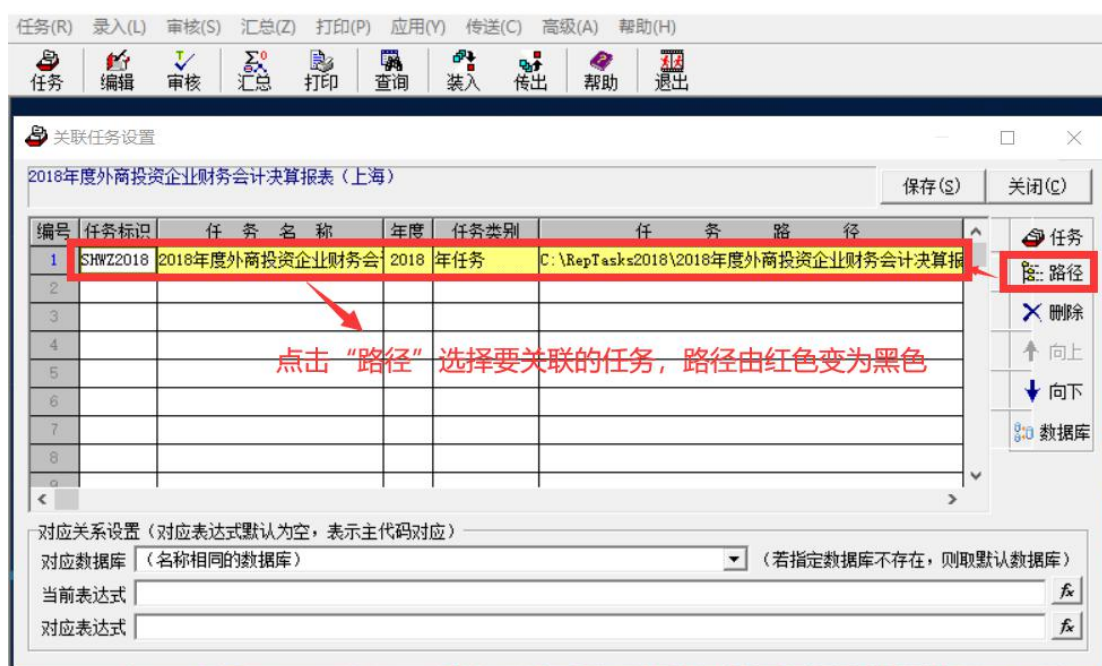 任务(R) 录入(L) 审核(S) 汇总(Z) 打印(P) 应用(Y) 传送(C) 高级(A) 帮助(H)
任务 编辑 审核 汇总 打印 查询 装入 传出 帮助 退出
关联任务设置
2018年度外商投资企业财务会计决算报表（上海）
保存(S) 关闭(C)
编号 任务标识 任务名称 年度 任务类别 任务路径
任务
1 SHWZ2018 2018年度外商投资企业财务会 2018 年任务 C:\RepTasks2018\2018年度外商投资企业财务会计决算报
路径
2
3
删除
4
点击“路径”选择要关联的任务，路径由红色变为黑色
向上
5
6
向下
7
数据库
8
9
对应关系设置（对应表达式默认为空，表示主代码对应）
对应数据库 （名称相同的数据库） （若指定数据库不存在，则取默认数据库）
当前表达式 fx
对应表达式 fx